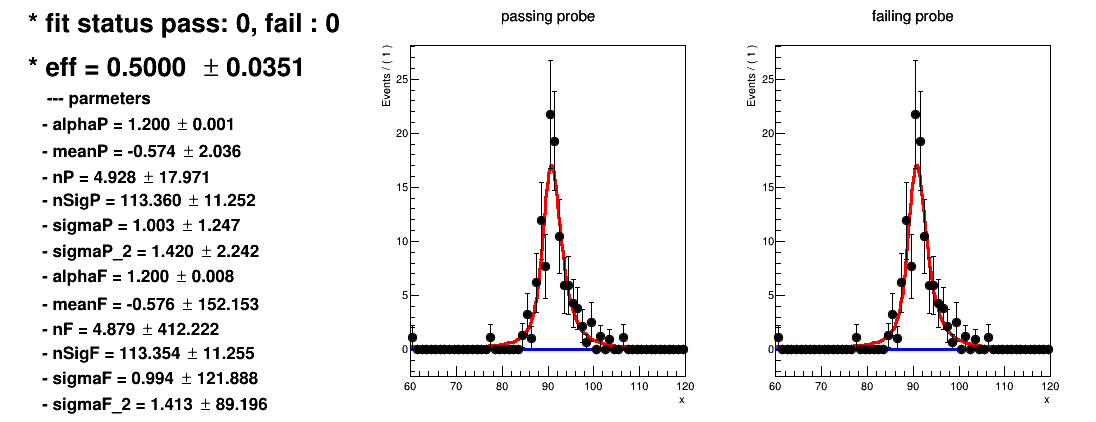 * fit status pass: 0, fail : 0
* eff = 0.5000 ± 0.0351
--- parmeters
- alphaP = 1.200 ± 0.001
- meanP = -0.574 ± 2.036
- nP = 4.928 ± 17.971
- nSigP = 113.360 ± 11.252
- sigmaP = 1.003 ± 1.247
- sigmaP_2 = 1.420 ± 2.242
- alphaF = 1.200 ± 0.008
- meanF = -0.576 ± 152.153
- nF = 4.879 ± 412.222
- nSigF = 113.354 ± 11.255
- sigmaF = 0.994 ± 121.888
- sigmaF_2 = 1.413 ± 89.196
passing probe
Events / ( 1 )
25
20
15
10
5
0
60 70 80 90 100 110 120
x
failing probe
Events / ( 1 )
25
20
15
10
5
0
60 70 80 90 100 110 120
x